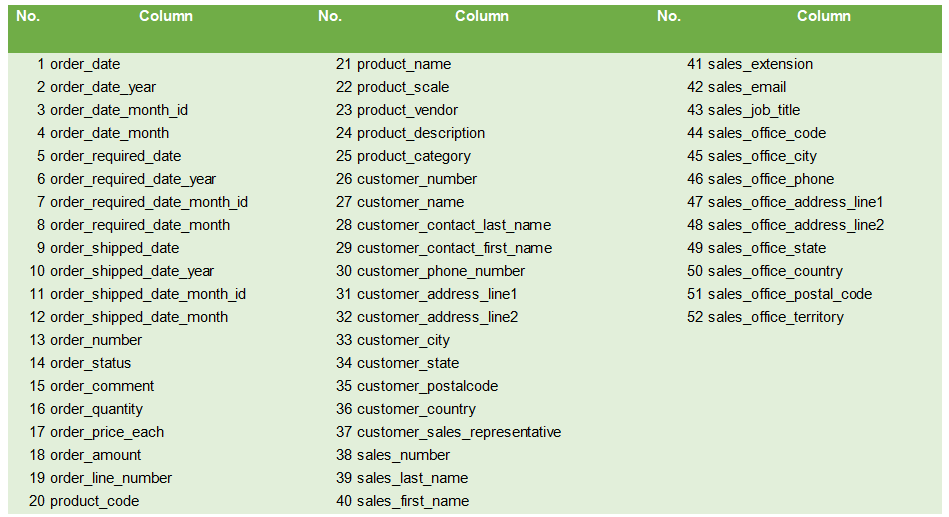 No. Column No. Column No. Column
1 order_date 21 product_name 41 sales_extension
2 order_date_year 22 product_scale 42 sales_email
3 order_date_month_id 23 product_vendor 43 sales_job_title
4 order_date_month 24 product_description 44 sales_office_code
5 order_required_date 25 product_category 45 sales_office_city
6 order_required_date_year 26 customer_number 46 sales_office_phone
7 order_required_date_month_id 27 customer_name 47 sales_office_address_line1
8 order_required_date_month 28 customer_contact_last_name 48 sales_office_address_line2
9 order_shipped_date 29 customer_contact_first_name 49 sales_office_state
10 order_shipped_date_year 30 customer_phone_number 50 sales_office_country
11 order_shipped_date_month_id 31 customer_address_line1 51 sales_office_postal_code
12 order_shipped_date_month 32 customer_address_line2 52 sales_office_territory
13 order_number 33 customer_city
14 order_status 34 customer_state
15 order_comment 35 customer_postalcode
16 order_quantity 36 customer_country
17 order_price_each 37 customer_sales_representative
18 order_amount 38 sales_number
19 order_line_number 39 sales_last_name
20 product_code 40 sales_first_name